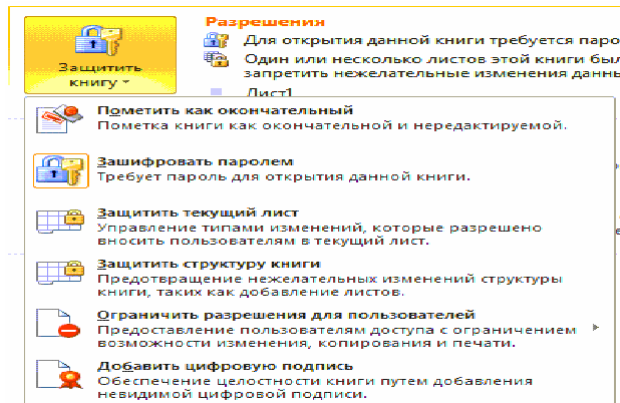 Защитить
книгу
Разрешения
Для открытия данной книги требуется паро
Один или несколько листов этой книги был
запретить нежелательные изменения данн
Лист1
Пометить как окончательный
Пометка книги как окончательной и нередактируемой.
Зашифровать паролем
Требует пароль для открытия данной книги.
Защитить текущий лист
Управление типами изменений, которые разрешено
вносить пользователям в текущий лист.
Защитить структуру книги
Предотвращение нежелательных изменений структуры
книги, таких как добавление листов.
Ограничить разрешения для пользователей
Предоставление пользователям доступа с ограничением
возможности изменения, копирования и печати.
Добавить цифровую подпись
Обеспечение целостности книги путем добавления
невидимой цифровой подписи.